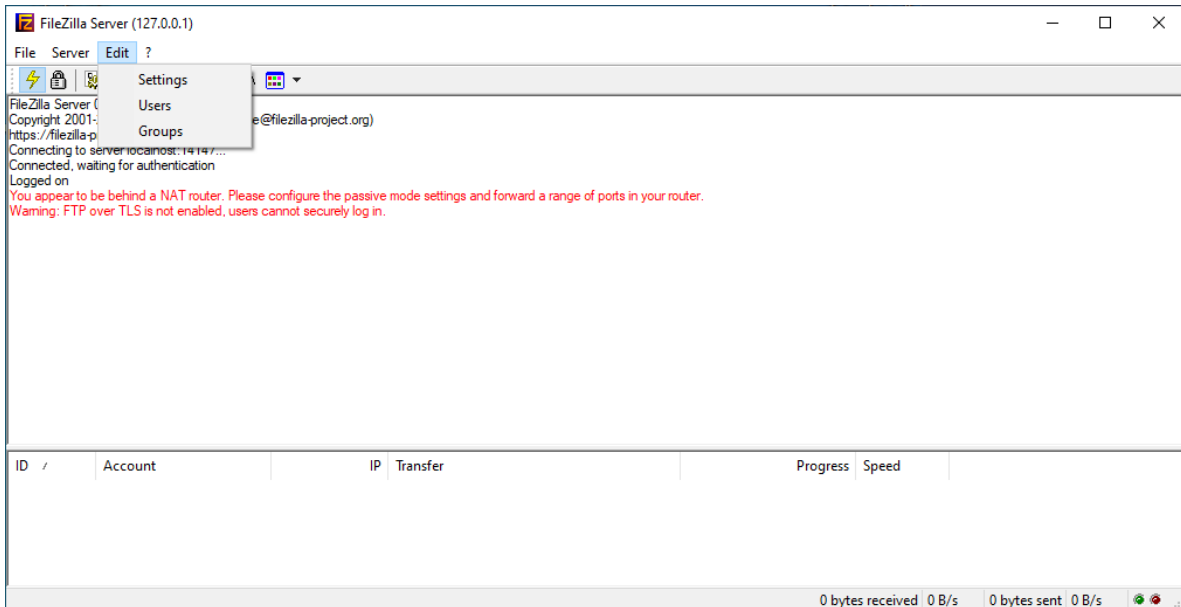 FileZilla Server (127.0.0.1)
File Server Edit ?
Settings
Users
Groups
FileZilla Server
Copyright 2001- e@filezilla-project.org)
https://filezilla-p
Connecting to server localhost:14147...
Connected, waiting for authentication
Logged on
You appear to be behind a NAT router. Please configure the passive mode settings and forward a range of ports in your router.
Warning: FTP over TLS is not enabled, users cannot securely log in.
ID / Account IP Transfer Progress Speed
0 bytes received 0 B/s 0 bytes sent 0 B/s